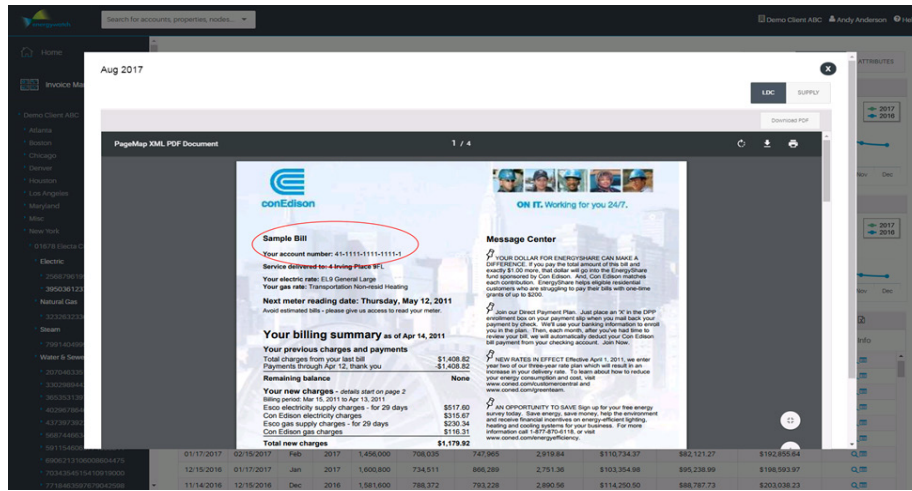 energywatch
Search for accounts, properties, nodes...
Demo Client ABC
Andy Anderson
Hel
Home
Invoice Ma
ATTRIBUTES
Aug 2017
X
LDC
SUPPLY
Download PDF
PageMap XML PDF Document
1 / 4
Demo Client ABC
Atlanta
Boston
Chicago
Denver
Houston
Los Angeles
Maryland
Misc
New York
01678 Electa C
Electric
Natural Gas
Steam
Water & Sewe
2017
2016
Nov Dec
2017
2016
Nov Dec
Info
conEdison
ON IT. Working for you 24/7.
Sample Bill
Your account number: 41-1111-1111-1111-1
Service delivered to: 4 Irving Place 9FL
Your electric rate: EL9 General Large
Your gas rate: Transportation Non-resid Heating
Next meter reading date: Thursday, May 12, 2011
Avoid estimated bills - please give us access to read your meter.
Your billing summary as of Apr 14, 2011
Your previous charges and payments
Total charges from your last bill $1,408.82
Payments through Apr 12, thank you -$1,408.82
Remaining balance None
Your new charges - details start on page 2
Billing period: Mar 15, 2011 to Apr 13, 2011
Esco electricity supply charges - for 29 days $517.60
Con Edison electricity charges $315.67
Esco gas supply charges - for 29 days $230.34
Con Edison gas charges $116.31
Total new charges $1,179.92
Message Center
YOUR DOLLAR FOR ENERGYSHARE CAN MAKE A
DIFFERENCE. If you pay the total amount of this bill and
exactly $1.00 more, that dollar will go into the EnergyShare
fund sponsored by Con Edison. And, Con Edison matches
each contribution. EnergyShare helps eligible residential
customers who are struggling to pay their bills with one-time
grants of up to $200.
Join our Direct Payment Plan. Just place an 'X' in the DPP
enrollment box on your payment slip when you mail back your
payment by check. We'll use your banking information to enroll
you in the plan. Then, each month, after you've had time to
review your bill, we will automatically deduct your Con Edison
bill payment from your checking account. Join Now.
NEW RATES IN EFFECT Effective April 1, 2011, we enter
year two of our three-year rate plan which will result in an
increase in your delivery rate. To learn about how to reduce
your energy consumption and cost, visit
www.coned.com/customercentral and
www.coned.com/greenteam.
AN OPPORTUNITY TO SAVE Sign up for your free energy
survey today. Save energy, save money, help the environment
and receive financial incentives on energy-efficient lighting,
heating and cooling systems for your business. For more
information call 1-877-870-6118, or visit
www.coned.com/energyefficiency.
01/17/2017 02/15/2017 Feb 2017 1,456,000 708,035 747,965 2,919.64 $110,734.37 $82,121.27 $192,855.64
12/15/2016 01/17/2017 Jan 2017 1,600,800 734,511 866,289 2,751.36 $103,354.98 $95,238.99 $198,593.97
11/14/2016 12/15/2016 Dec 2016 1,581,600 788,372 793,228 2,890.56 $114,250.50 $88,787.73 $203,038.23